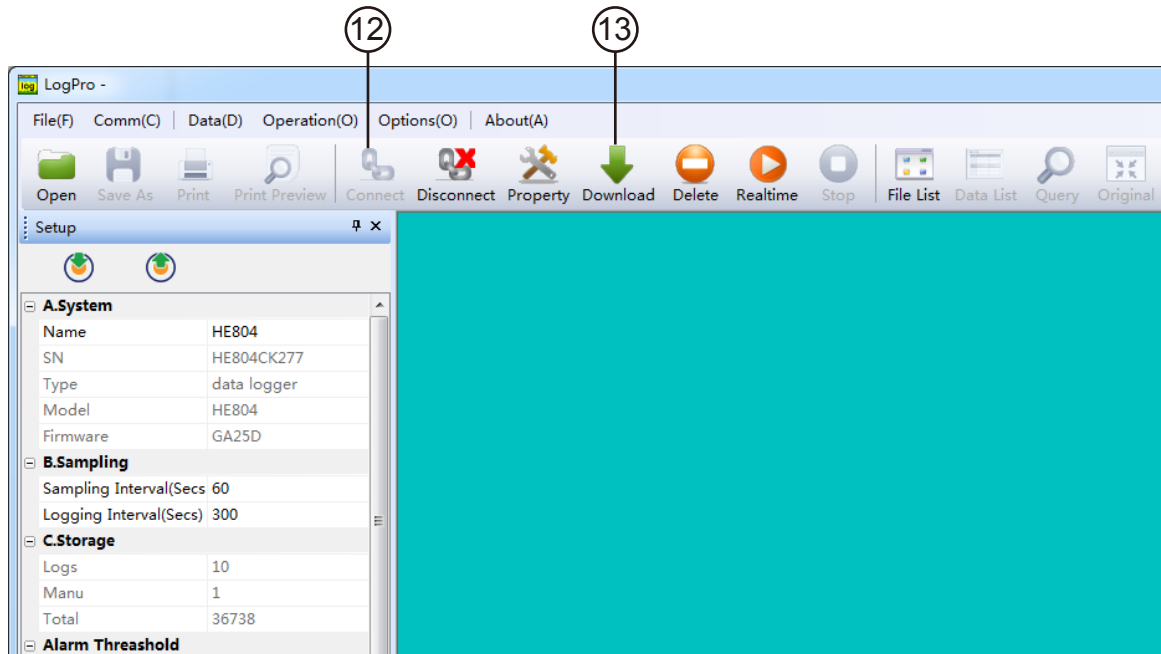 12 13
log LogPro -
File(F) Comm(C) Data(D) Operation(O) Options(O) About(A)
Open Save As Print Print Preview Connect Disconnect Property Download Delete Realtime Stop File List Data List Query Original
Setup
A.System
Name HE804
SN HE804CK277
Type data logger
Model HE804
Firmware GA25D
B.Sampling
Sampling Interval(Secs 60
Logging Interval(Secs) 300
C.Storage
Logs 10
Manu 1
Total 36738
Alarm Threashold